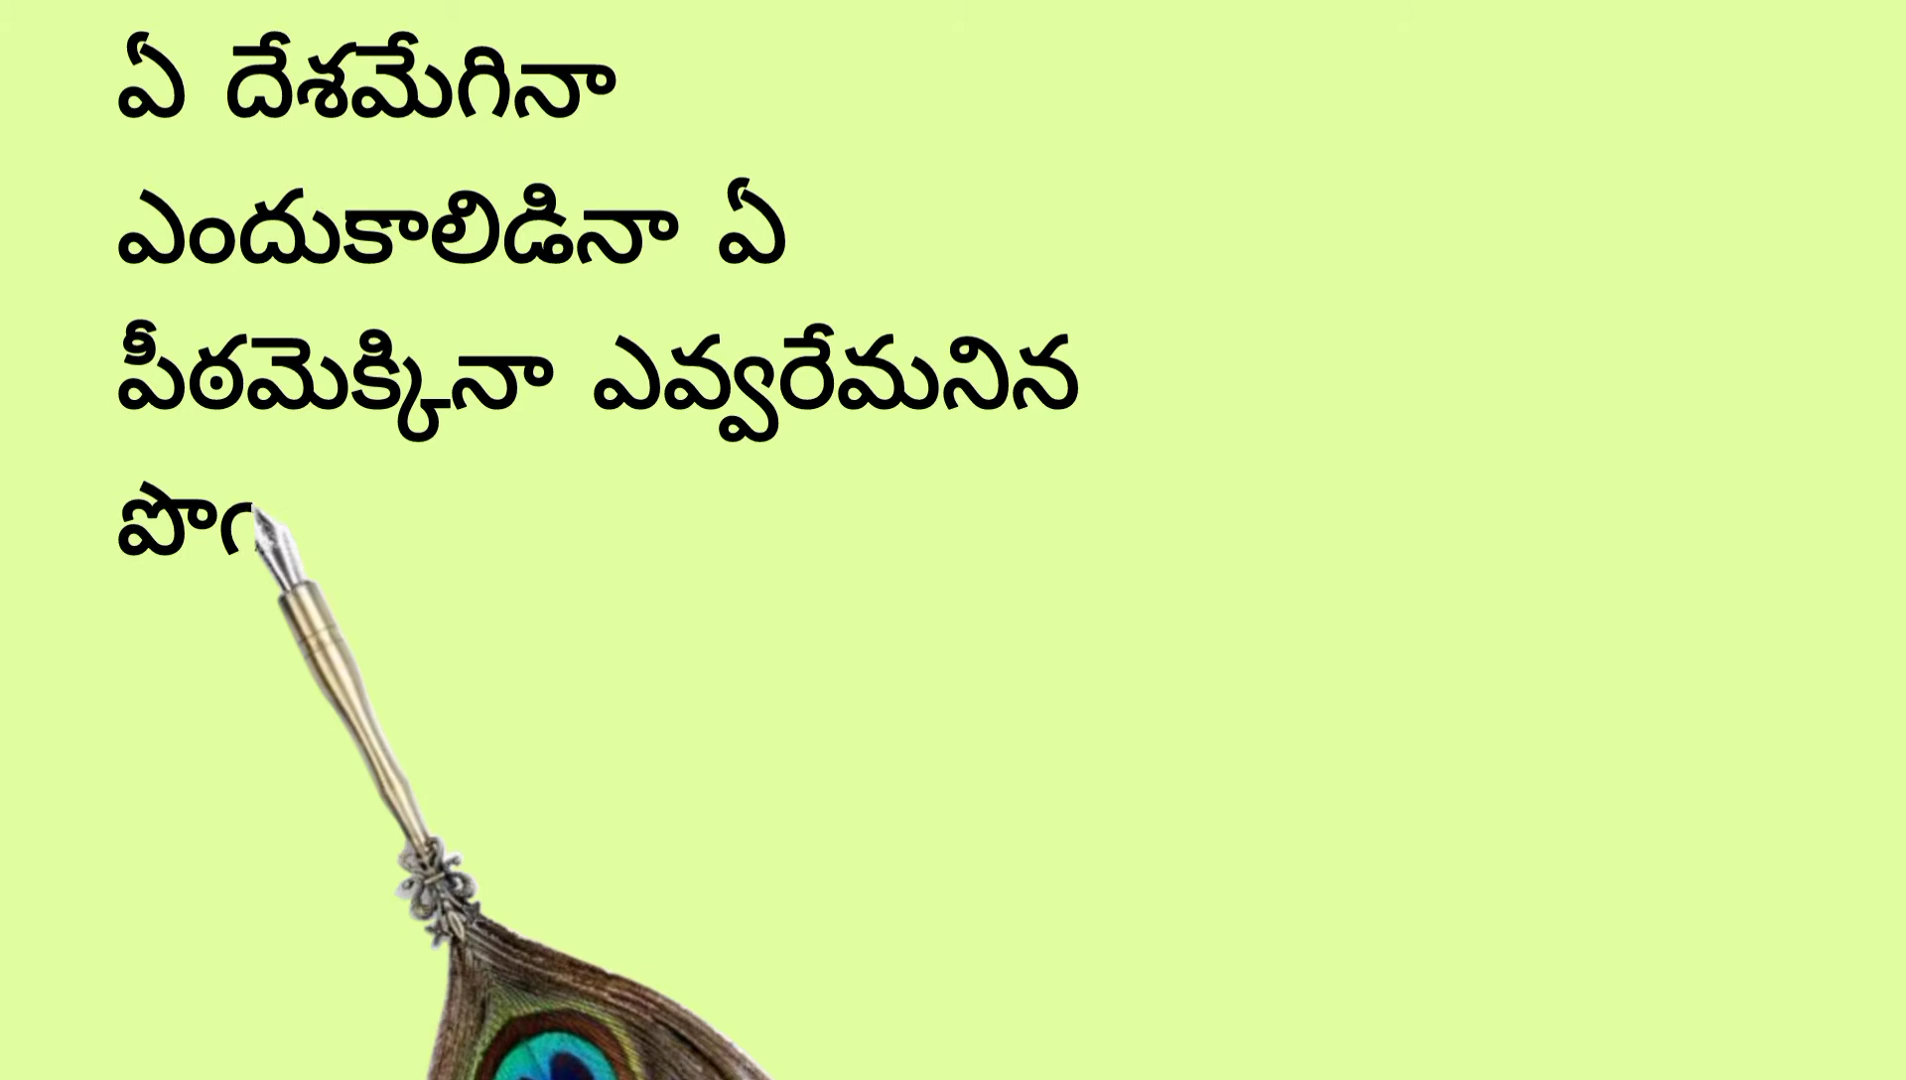 ఏ దేశమేగినా
ఎందుకాలిడినా ఏ
పీఠమెక్కినా ఎవ్వరేమనిన